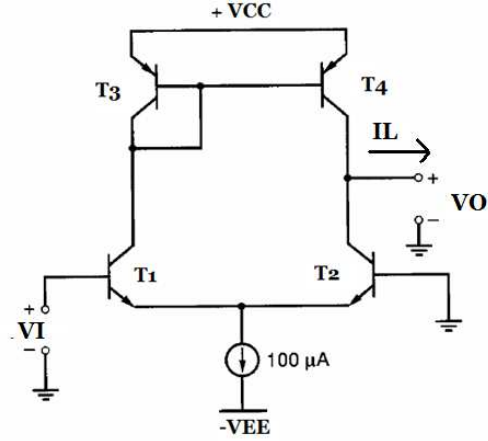 + VCC
T3
T4
IL
+
VO
−
T1
T2
+
VI
−
100 µA
-VEE